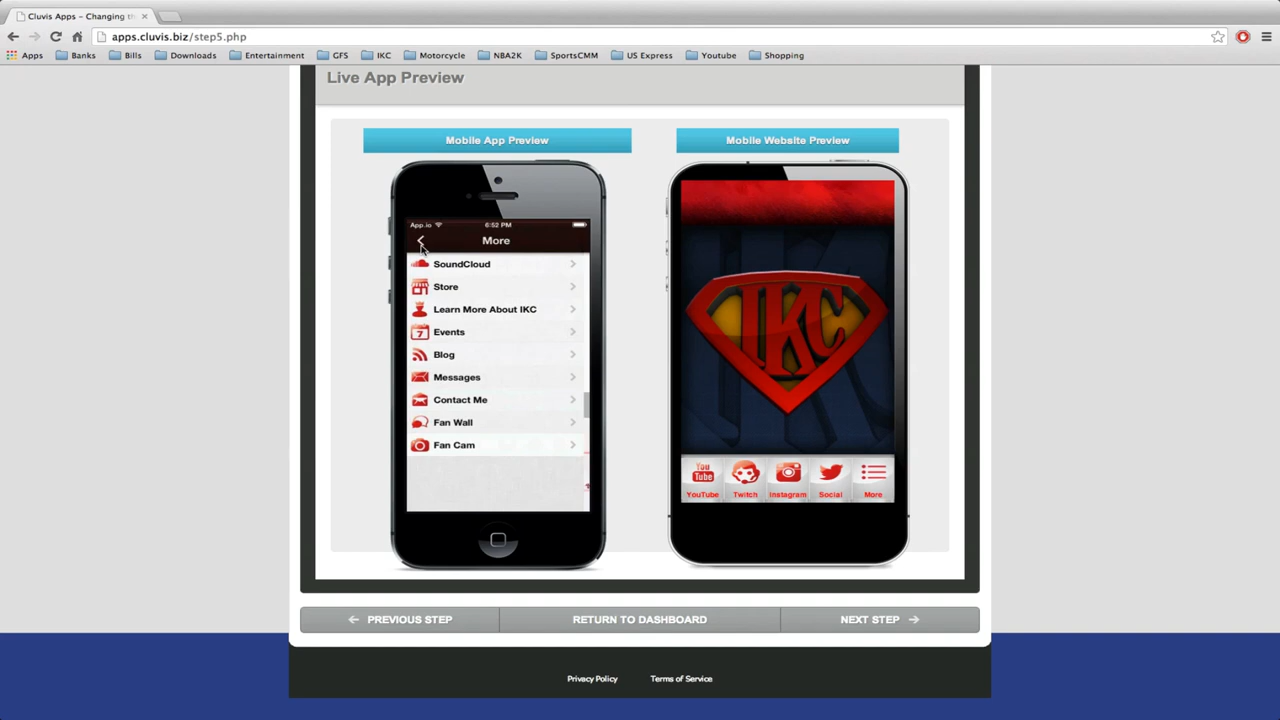 Cluvis Apps – Changing th
apps.cluvis.biz/step5.php
Apps Banks Bills Downloads Entertainment GFS IKC Motorcycle NBA2K SportsCMM US Express Youtube Shopping
Live App Preview
Mobile App Preview
Mobile Website Preview
App.io 6:52 PM
More
SoundCloud
Store
Learn More About IKC
7 Events
Blog
Messages
Contact Me
Fan Wall
Fan Cam
IKC
You Tube
YouTube Twitch Instagram Social More
PREVIOUS STEP RETURN TO DASHBOARD NEXT STEP
Privacy Policy Terms of Service